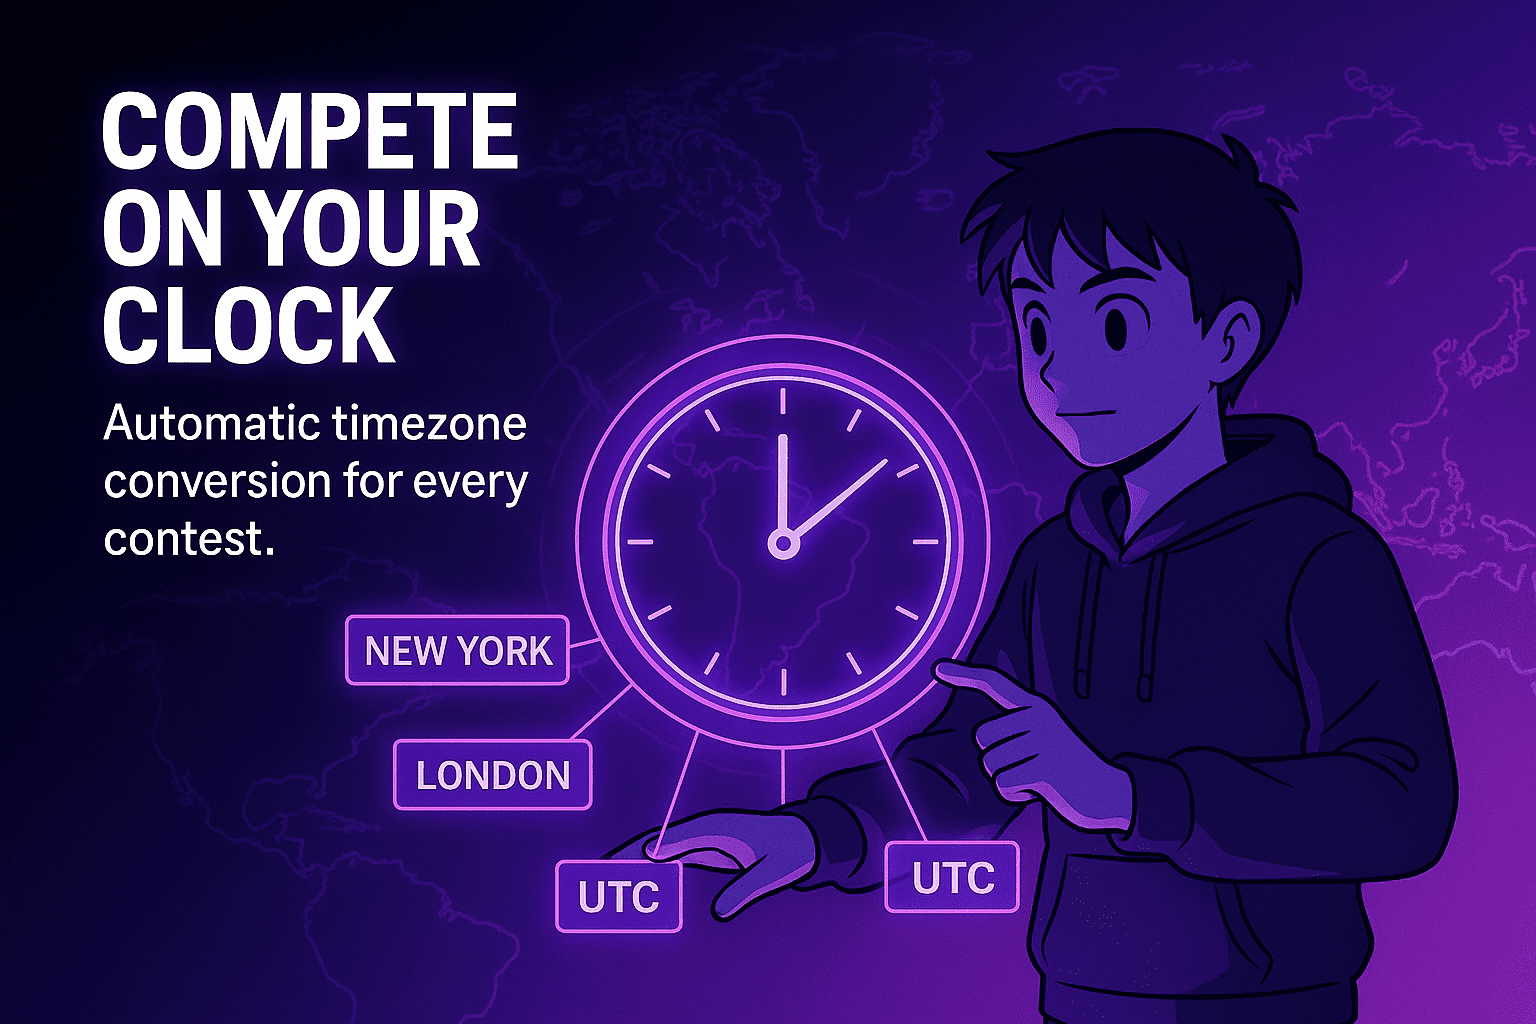 COMPETE
ON YOUR
CLOCK
Automatic timezone
conversion for every
contest.
NEW YORK
LONDON
UTC
UTC